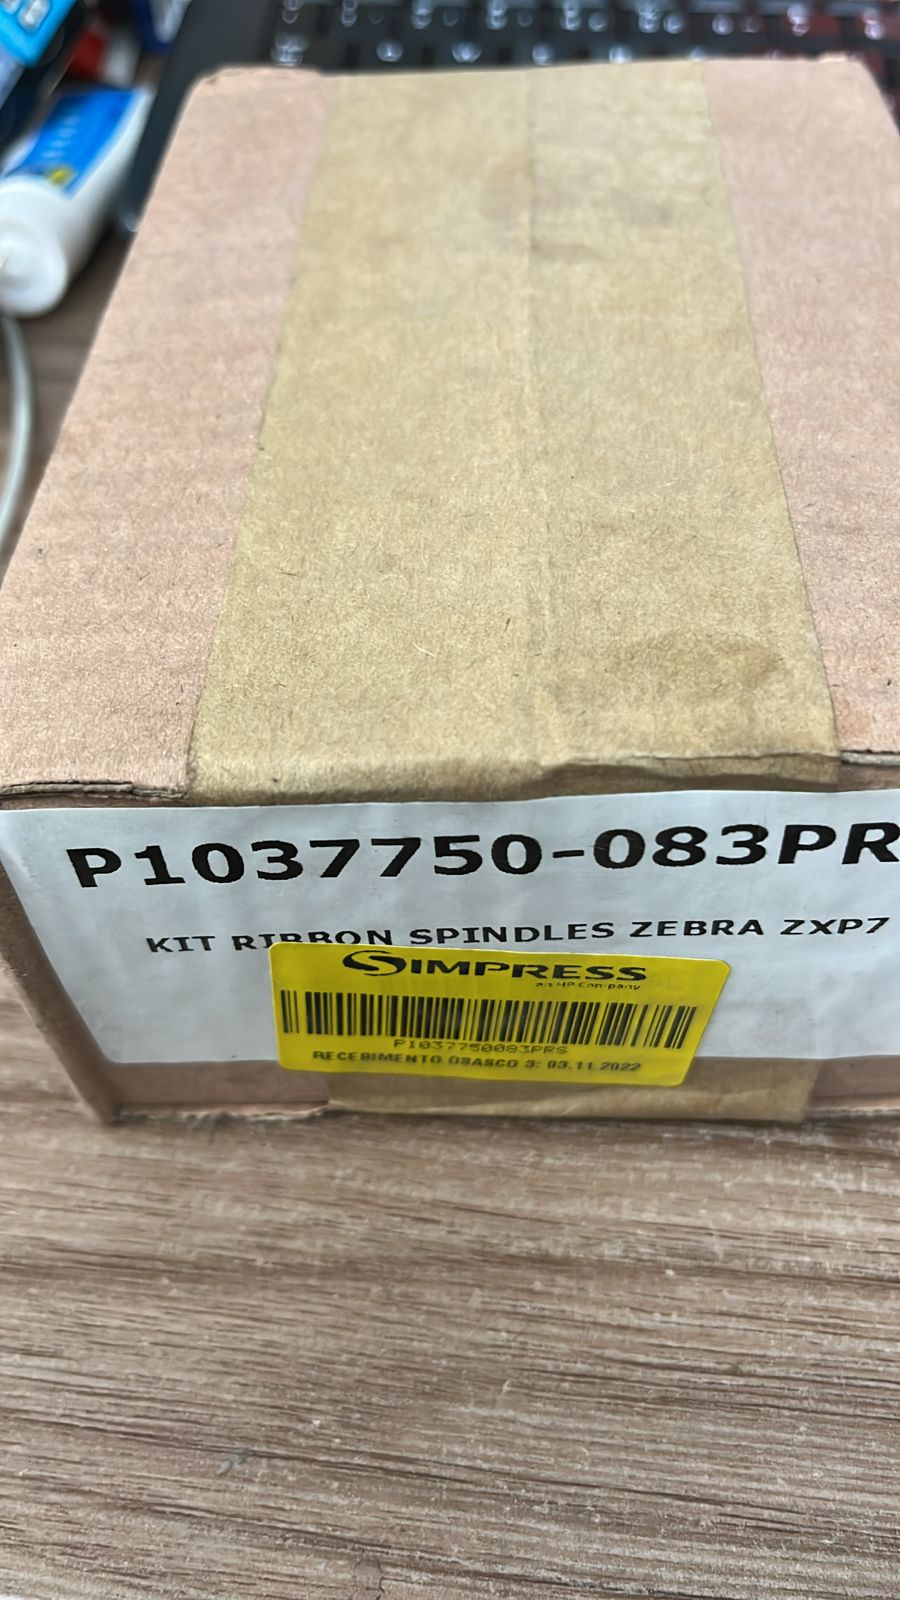 P1037750-083PR
KIT RIBBON SPINDLES ZEBRA ZXP7
SIMPRESS
an HP Company
P1037750083PRS
RECEBIMENTO OSASCO 3: 03.11.2022